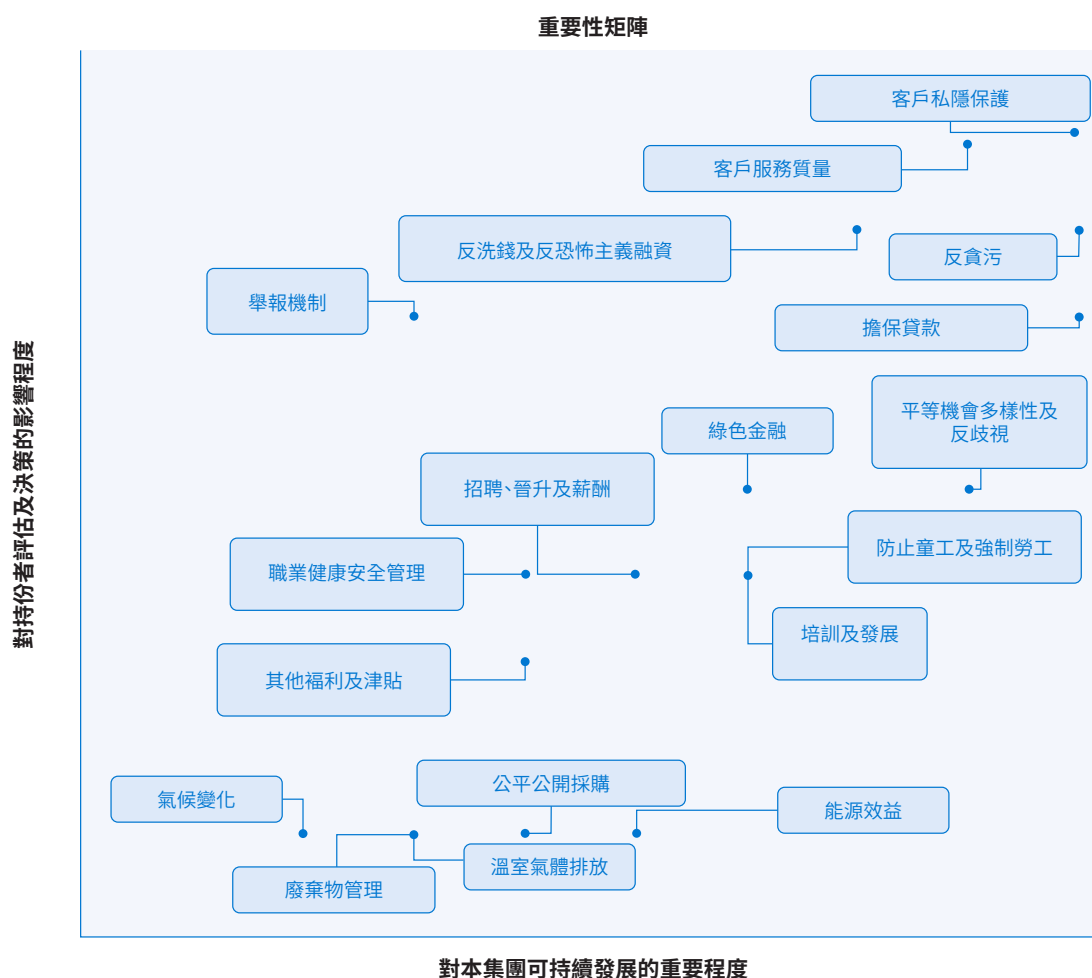 重要性矩陣
客戶私隱保護
客戶服務質量
反洗錢及反恐怖主義融資
反貪污
舉報機制
擔保貸款
平等機會多樣性及
反歧視
綠色金融
招聘、晉升及薪酬
防止童工及強制勞工
職業健康安全管理
培訓及發展
其他福利及津貼
公平公開採購
氣候變化
能源效益
溫室氣體排放
廢棄物管理
對持份者評估及決策的影響程度
對本集團可持續發展的重要程度